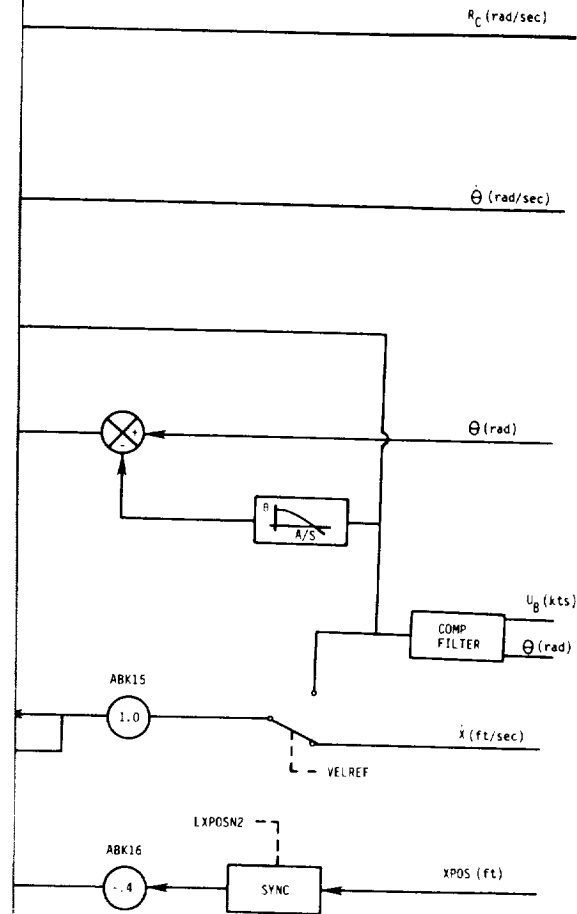 R_C (rad/sec)
θ̇ (rad/sec)
+
-
θ (rad)
θ
A/S
U_B (kts)
COMP
FILTER
θ (rad)
ABK15
1.0
Ẋ (ft/sec)
VELREF
LXPOSN2
ABK16
-.4
SYNC
XPOS (ft)